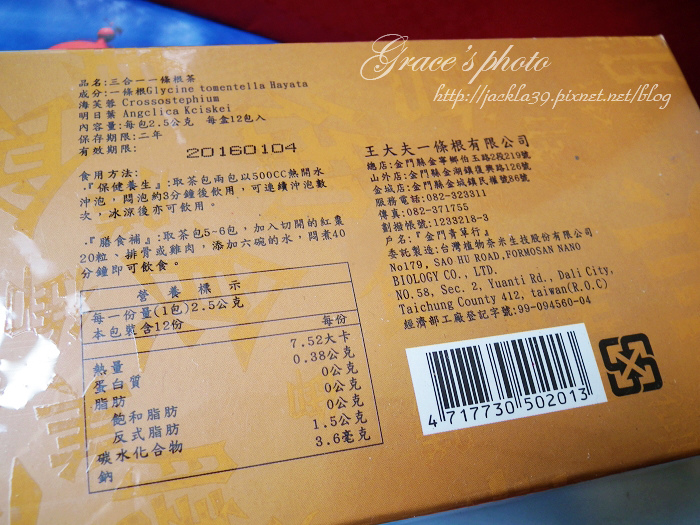 Grace's photo
http://jackla39.pixnet.net/blog
品名:三合一一條根茶
成分:一條根Glycine tomentella Hayata
海芙蓉 Crossostephium
明日葉 Angelica Kciskei
內容量:每包2.5公克 每盒12包入
保存期限:二年
有效期限: 20160104
食用方法:
.『保健養生』:取茶包兩包以500CC熱開水
沖泡，悶泡約3分鐘後飲用，可連續沖泡數
次，冰涼後亦可飲用。
.『膳食補』:取茶包5~6包，加入切開的紅棗
20粒、排骨或雞肉，添加六碗的水，悶煮40
分鐘即可飲食。
營養標示
每一份量(1包)2.5公克
本包裝含12份
每份
熱量 7.52大卡
蛋白質 0.38公克
脂肪 0公克
飽和脂肪 0公克
反式脂肪 0公克
碳水化合物 1.5公克
鈉 3.6毫克
王大夫一條根有限公司
總店:金門縣金寧鄉伯玉路2段219號
山外店:金門縣金湖鎮復興路126號
金城店:金門縣金城鎮民權號86號
服務電話:082-323311
傳真:082-371755
劃撥帳號:1233218-3
戶名:『金門青草行』
委託製造:台灣植物奈米生技股份有限公司
No179, SAO HU ROAD,FORMOSAN NANO
BIOLOGY CO., LTD.
NO.58, Sec. 2, Yuanti Rd., Dali City,
Taichung County 412, taiwan(R.O.C)
經濟部工廠登記字號:99-094560-04
4 717730 502013